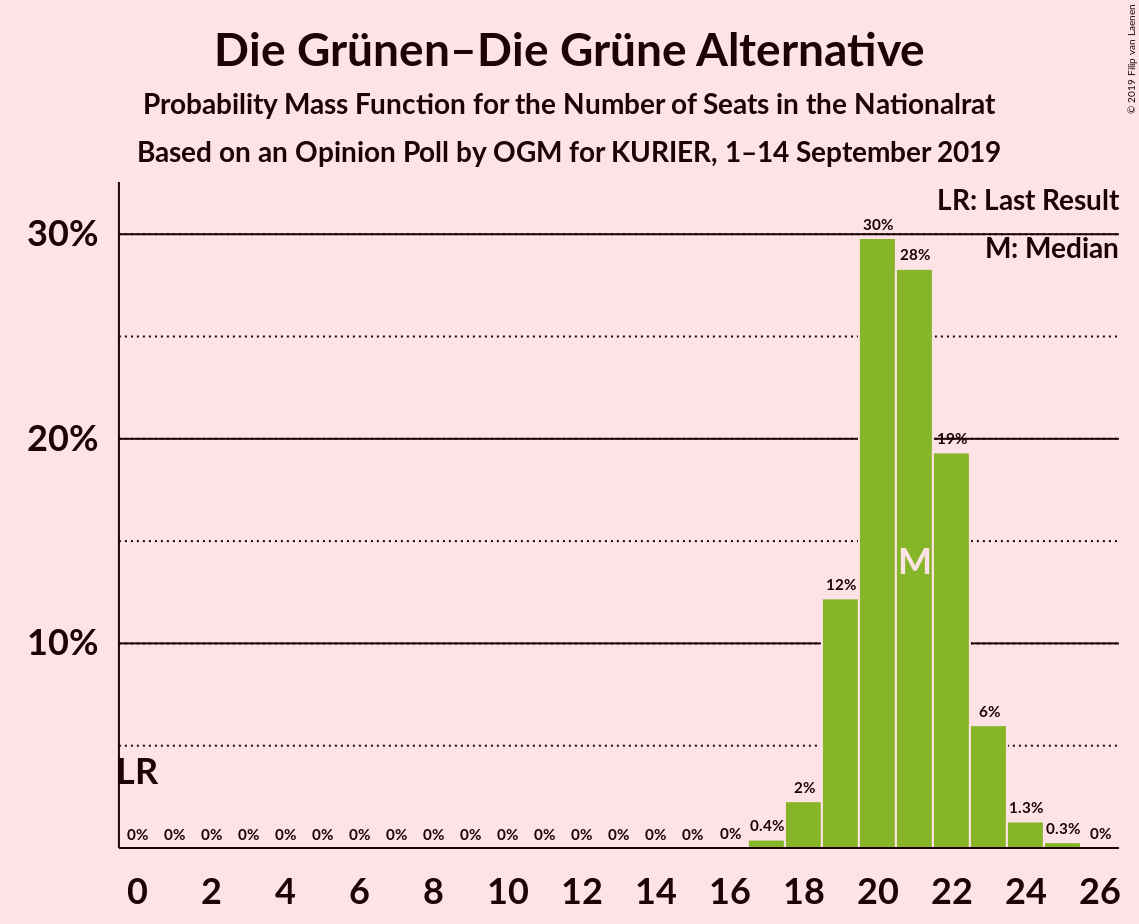 Die Grünen–Die Grüne Alternative
Probability Mass Function for the Number of Seats in the Nationalrat
Based on an Opinion Poll by OGM for KURIER, 1–14 September 2019
© 2019 Filip van Laenen
LR: Last Result
M: Median
30%
20%
10%
30%
28%
19%
12%
M
6%
LR
2%
1.3%
0% 0% 0% 0% 0% 0% 0% 0% 0% 0% 0% 0% 0% 0% 0% 0% 0% 0.4% 0.3% 0%
0 2 4 6 8 10 12 14 16 18 20 22 24 26